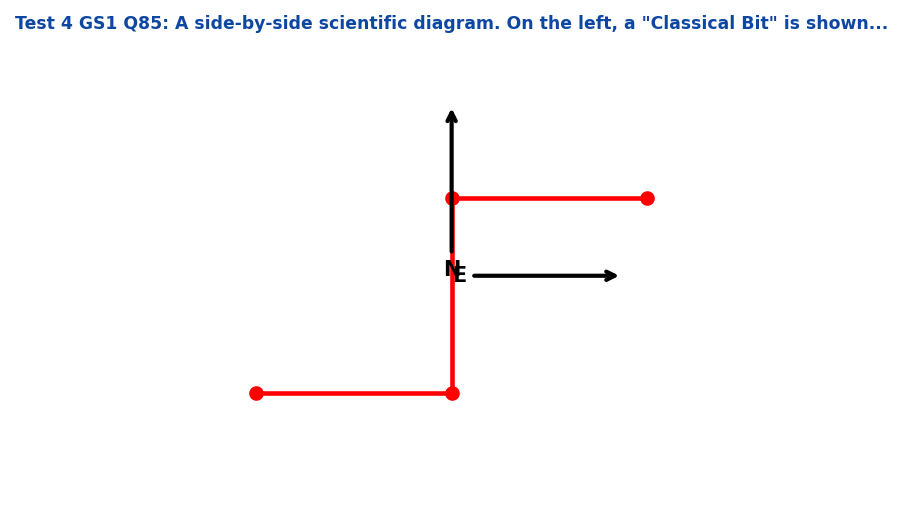 Test 4 GS1 Q85: A side-by-side scientific diagram. On the left, a "Classical Bit" is shown...
N
E